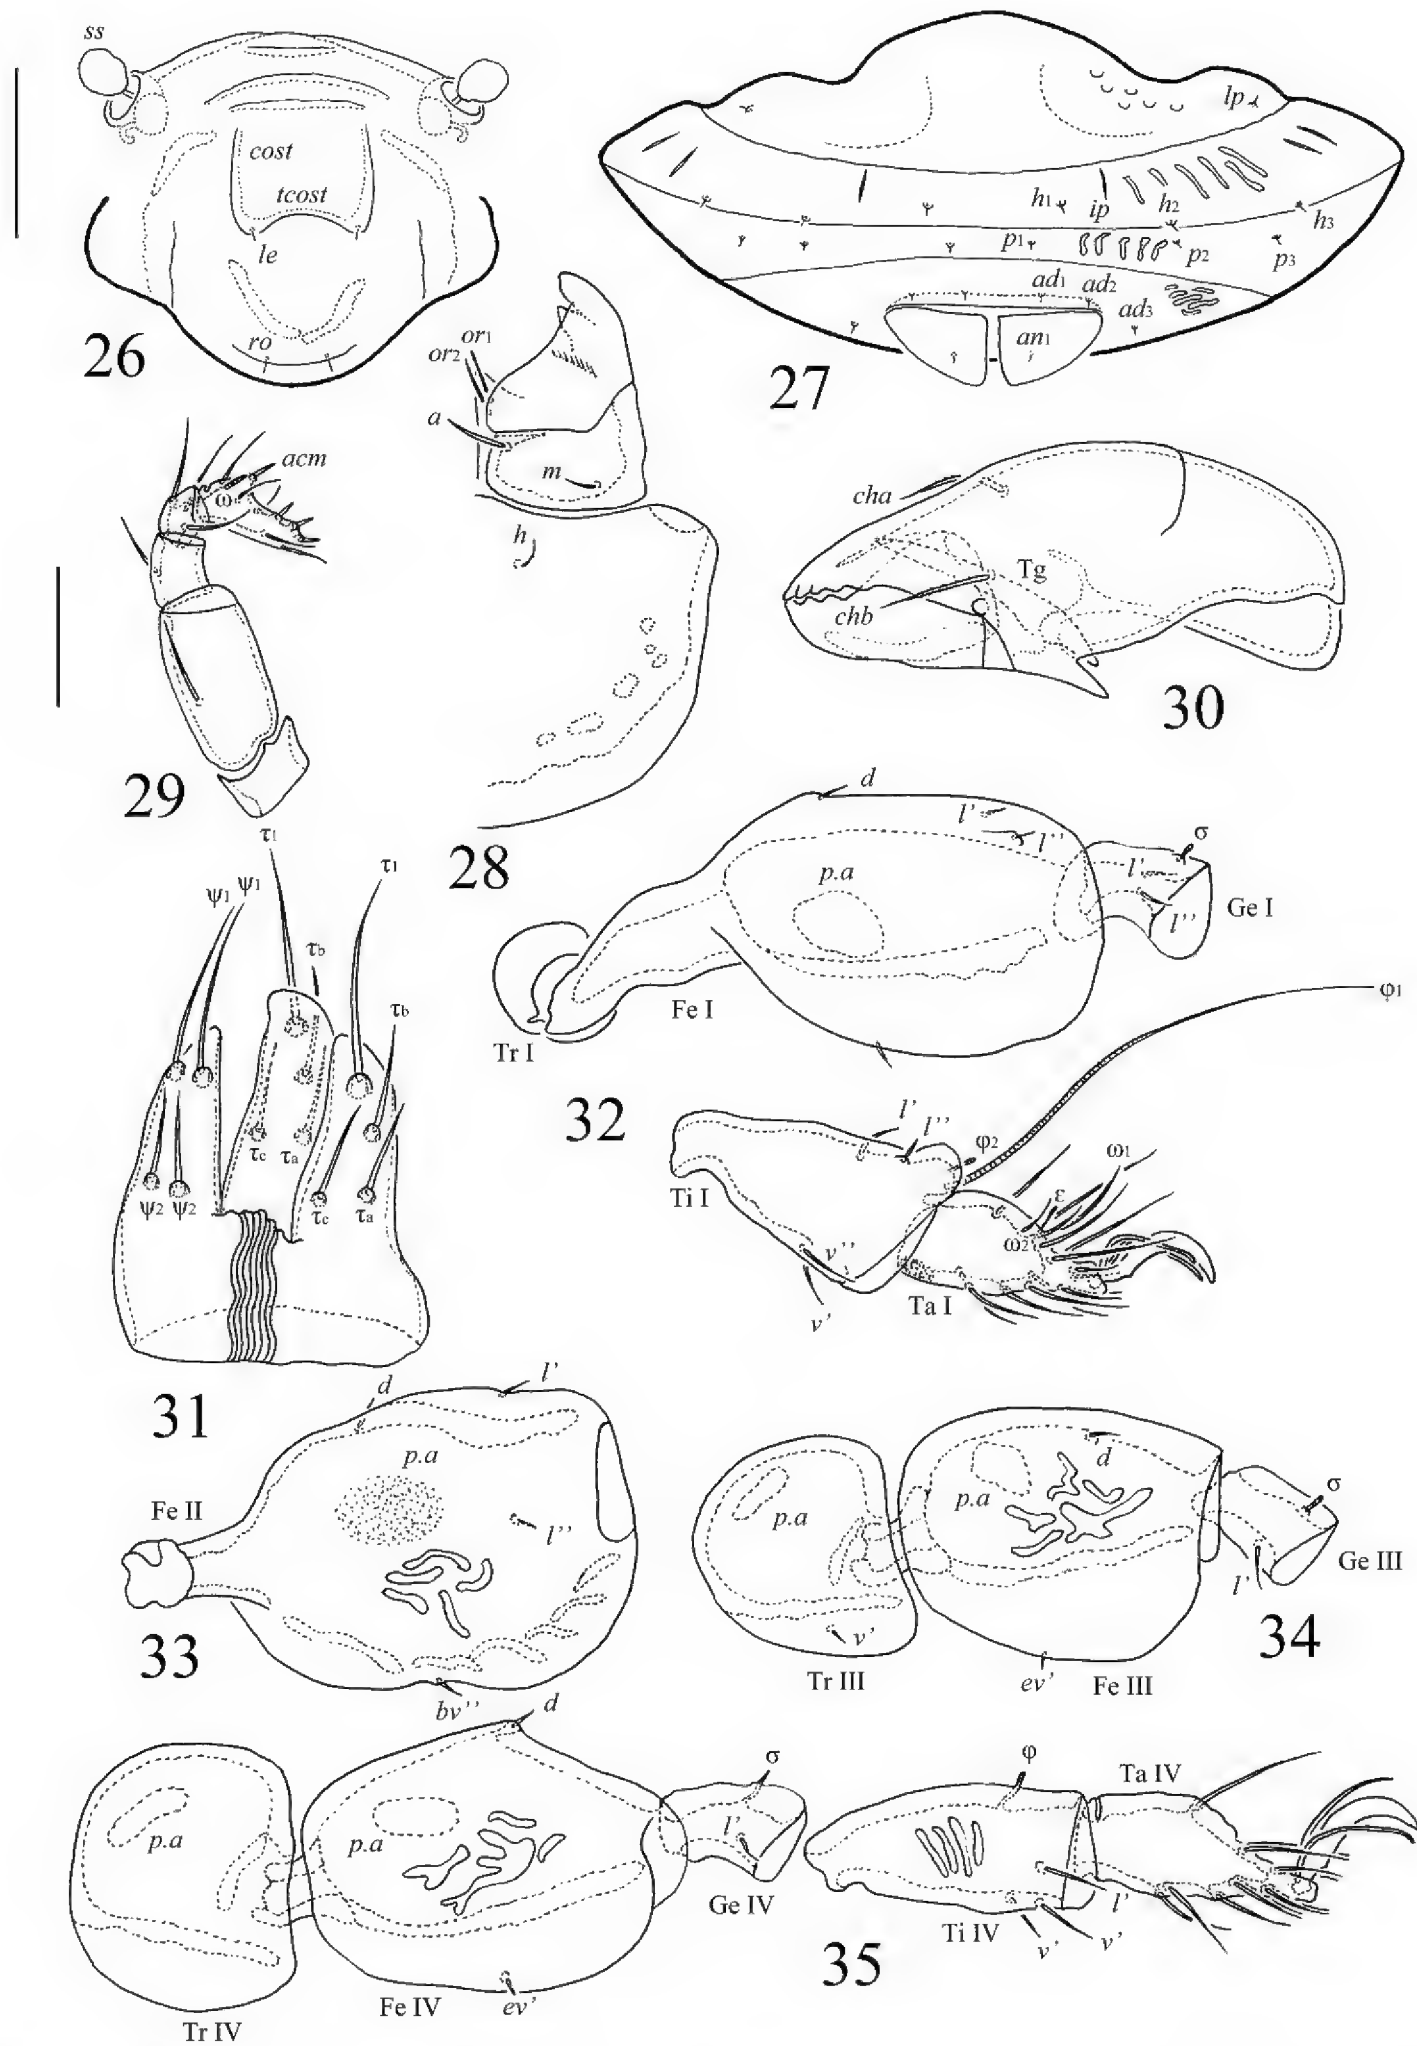 ss
cost
tcost
le
ro
26
lp
h1
ip
h2
h3
p1
p2
p3
ad1
ad2
ad3
an1
27
or1
or2
a
m
h
28
acm
ω
29
cha
Tg
chb
30
τ1
τ1
ψ1
ψ1
τb
τb
τc
τa
ψ2
ψ2
τc
τa
31
d
l'
l''
σ
p.a
l'
l''
Ge I
Fe I
Tr I
φ1
32
l'
l''
φ2
ω1
ε
ω2
Ti I
v''
Ta I
v'
d
l'
p.a
Fe II
l''
33
bv''
p.a
d
p.a
σ
Ge III
l'
v'
34
Tr III
ev'
Fe III
d
σ
p.a
p.a
l'
Ge IV
Fe IV
ev'
Tr IV
φ
Ta IV
l'
Ti IV
v'
v'
35